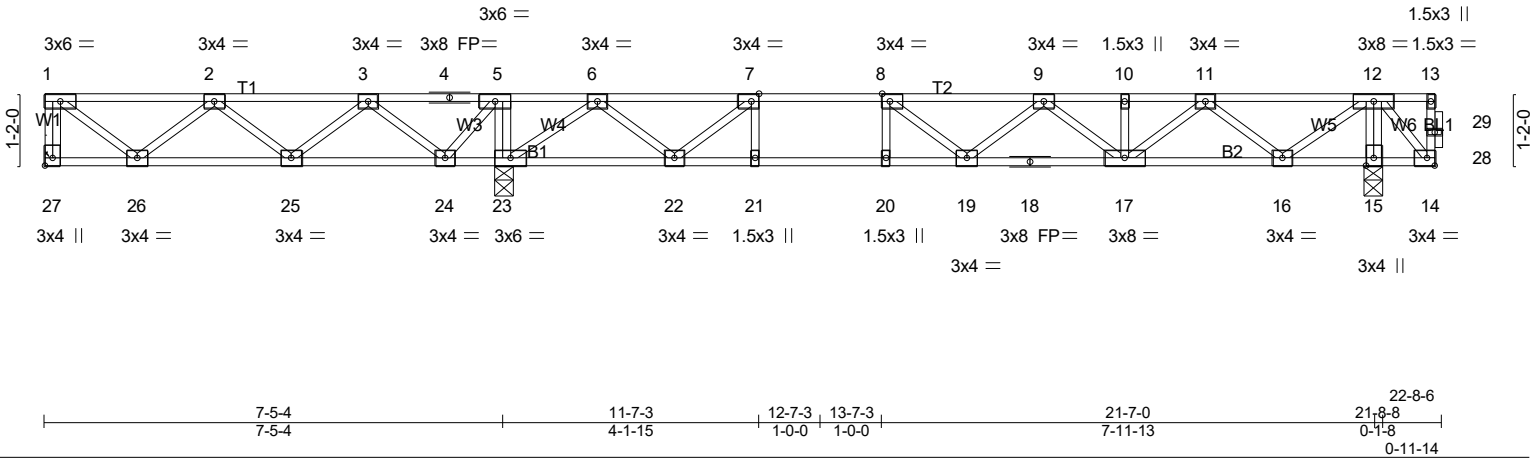 3x6 = 1.5x3 ||
3x6 = 3x4 = 3x4 = 3x8 FP= 3x4 = 3x4 = 3x4 = 3x4 = 1.5x3 || 3x4 = 3x8 = 1.5x3 =
1 2 3 4 5 6 7 8 9 10 11 12 13
T1 T2
1-2-0 W1 W3 W4 W5 W6 BL1 29 1-2-0
B1 B2 28
27 26 25 24 23 22 21 20 19 18 17 16 15 14
3x4 || 3x4 = 3x4 = 3x4 = 3x6 = 3x4 = 1.5x3 || 1.5x3 || 3x8 FP= 3x8 = 3x4 = 3x4 =
3x4 = 3x4 ||
22-8-6
7-5-4 11-7-3 12-7-3 13-7-3 21-7-0 21-8-8
7-5-4 4-1-15 1-0-0 1-0-0 7-11-13 0-1-8
0-11-14